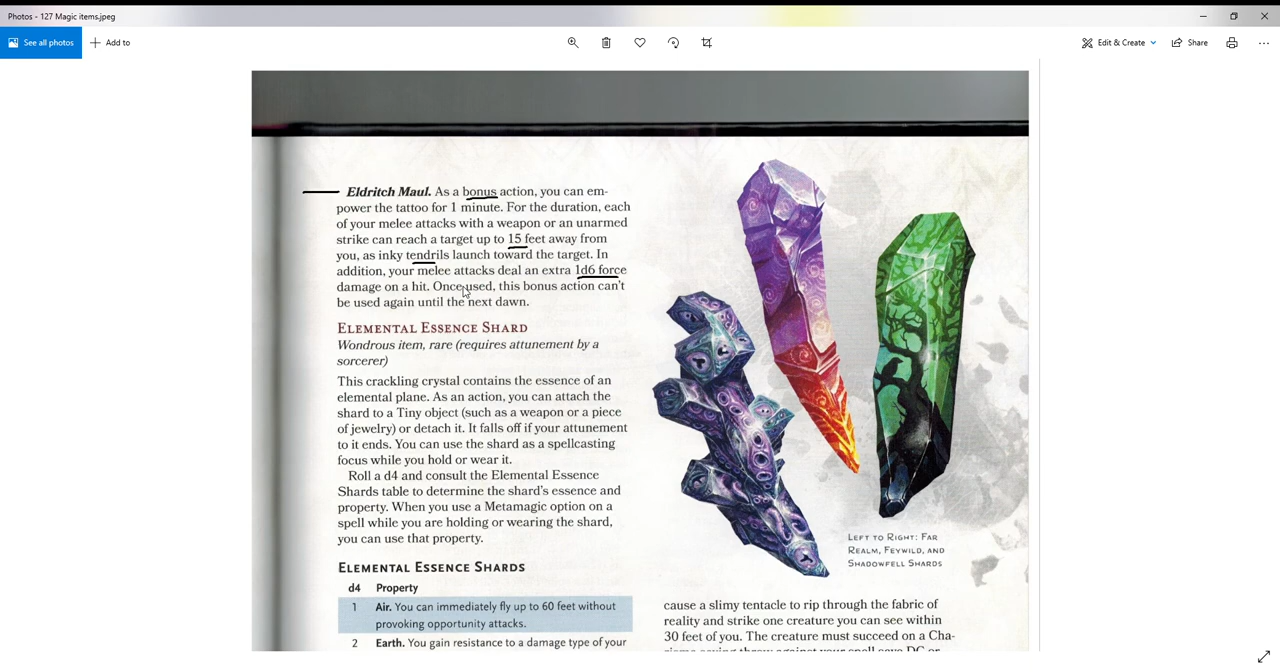 Photos - 127 Magic items.jpeg
See all photos
Add to
Edit & Create
Share
Eldritch Maul. As a bonus action, you can em-
power the tattoo for 1 minute. For the duration, each
of your melee attacks with a weapon or an unarmed
strike can reach a target up to 15 feet away from
you, as inky tendrils launch toward the target. In
addition, your melee attacks deal an extra 1d6 force
damage on a hit. Once used, this bonus action can't
be used again until the next dawn.
Elemental Essence Shard
Wondrous item, rare (requires attunement by a
sorcerer)
This crackling crystal contains the essence of an
elemental plane. As an action, you can attach the
shard to a Tiny object (such as a weapon or a piece
of jewelry) or detach it. It falls off if your attunement
to it ends. You can use the shard as a spellcasting
focus while you hold or wear it.
Roll a d4 and consult the Elemental Essence
Shards table to determine the shard's essence and
property. When you use a Metamagic option on a
spell while you are holding or wearing the shard,
you can use that property.
Elemental Essence Shards
d4 Property
1 Air. You can immediately fly up to 60 feet without
provoking opportunity attacks.
2 Earth. You gain resistance to a damage type of your
Left to Right: Far
Realm, Feywild, and
Shadowfell Shards
cause a slimy tentacle to rip through the fabric of
reality and strike one creature you can see within
30 feet of you. The creature must succeed on a Cha-